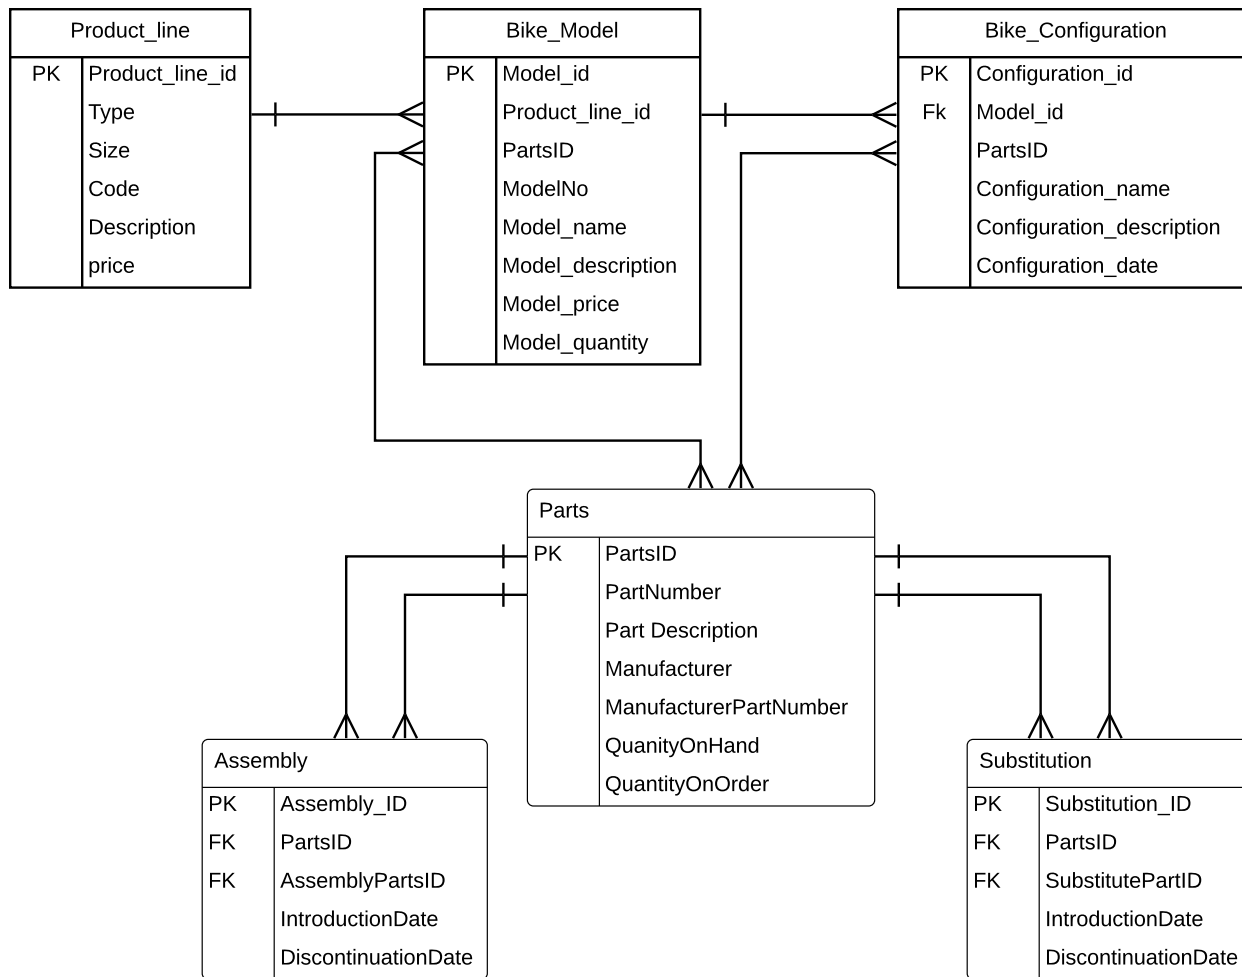 Product_line
PK Product_line_id
Type
Size
Code
Description
price
Bike_Model
PK Model_id
Product_line_id
PartsID
ModelNo
Model_name
Model_description
Model_price
Model_quantity
Bike_Configuration
PK Configuration_id
Fk Model_id
PartsID
Configuration_name
Configuration_description
Configuration_date
Parts
PK PartsID
PartNumber
Part Description
Manufacturer
ManufacturerPartNumber
QuanityOnHand
QuantityOnOrder
Assembly
PK Assembly_ID
FK PartsID
FK AssemblyPartsID
IntroductionDate
DiscontinuationDate
Substitution
PK Substitution_ID
FK PartsID
FK SubstitutePartID
IntroductionDate
DiscontinuationDate